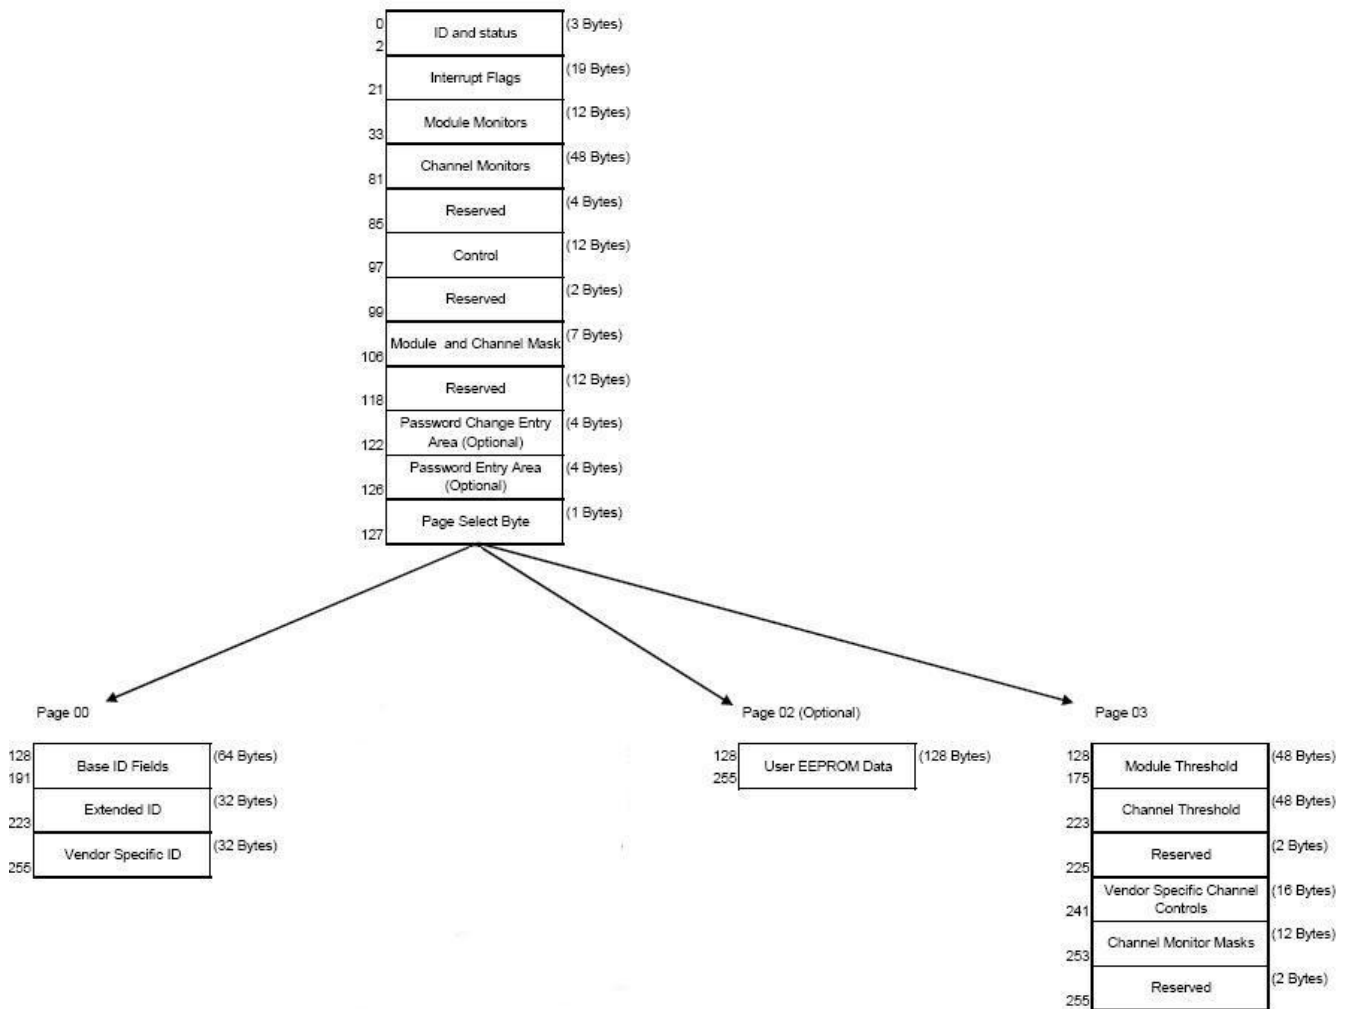 0
ID and status
(3 Bytes)
2
Interrupt Flags
(19 Bytes)
21
Module Monitors
(12 Bytes)
33
Channel Monitors
(48 Bytes)
81
Reserved
(4 Bytes)
85
Control
(12 Bytes)
97
Reserved
(2 Bytes)
99
Module and Channel Mask
(7 Bytes)
106
Reserved
(12 Bytes)
118
Password Change Entry
Area (Optional)
(4 Bytes)
122
Password Entry Area
(Optional)
(4 Bytes)
126
Page Select Byte
(1 Bytes)
127
Page 00
128
Base ID Fields
(64 Bytes)
191
Extended ID
(32 Bytes)
223
Vendor Specific ID
(32 Bytes)
255
Page 02 (Optional)
128
User EEPROM Data
(128 Bytes)
255
Page 03
128
Module Threshold
(48 Bytes)
175
Channel Threshold
(48 Bytes)
223
Reserved
(2 Bytes)
225
Vendor Specific Channel
Controls
(16 Bytes)
241
Channel Monitor Masks
(12 Bytes)
253
Reserved
(2 Bytes)
255